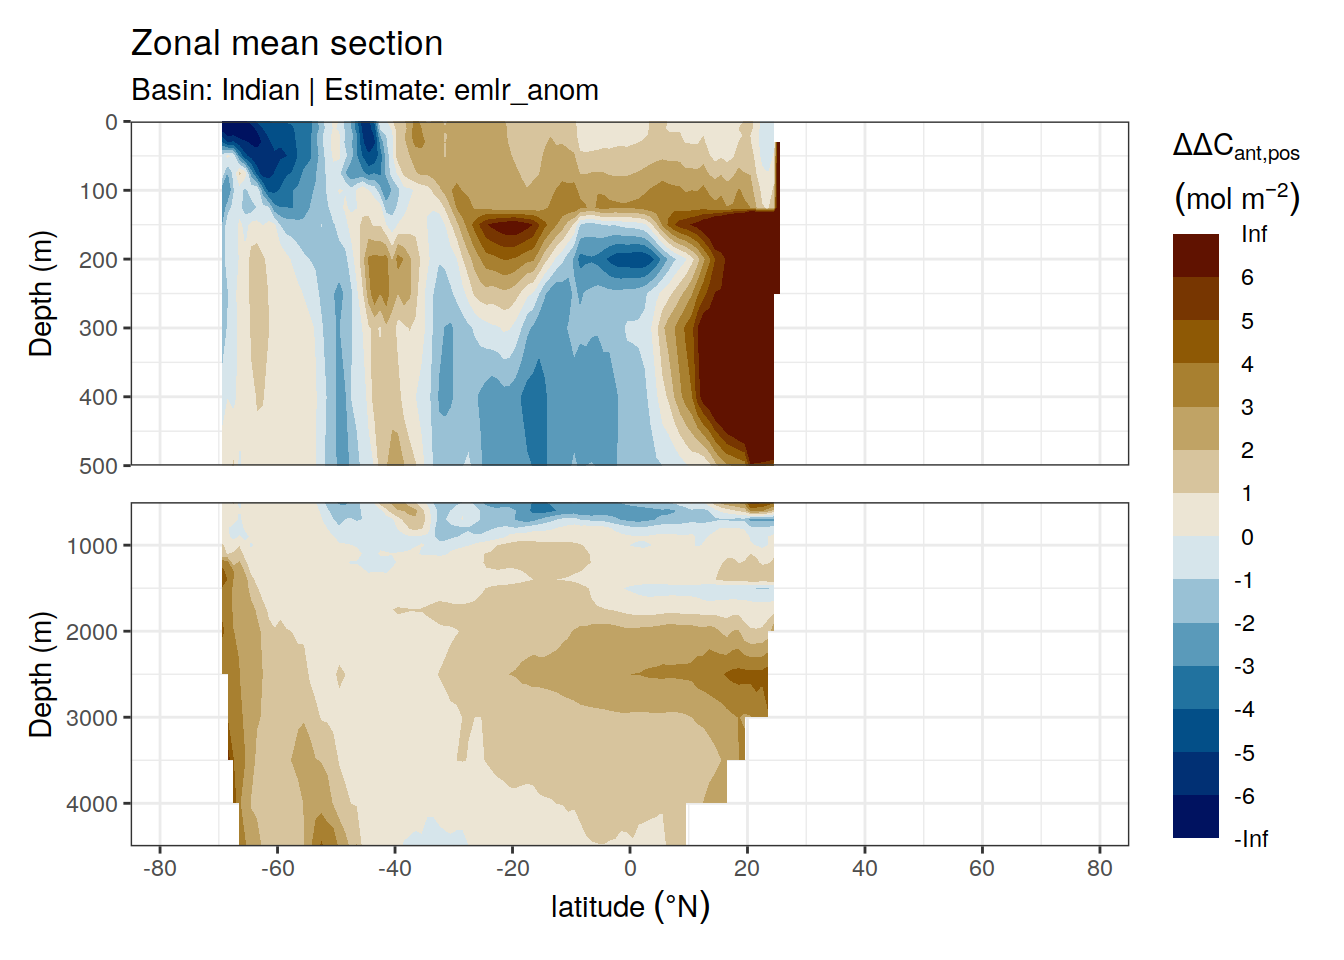 Zonal mean section
Basin: Indian | Estimate: emlr_anom
0
100
200
300
400
500
Depth (m)
1000
2000
3000
4000
Depth (m)
-80 -60 -40 -20 0 20 40 60 80
latitude (°N)
ΔΔCant,pos
(mol m−2)
Inf
6
5
4
3
2
1
0
-1
-2
-3
-4
-5
-6
-Inf